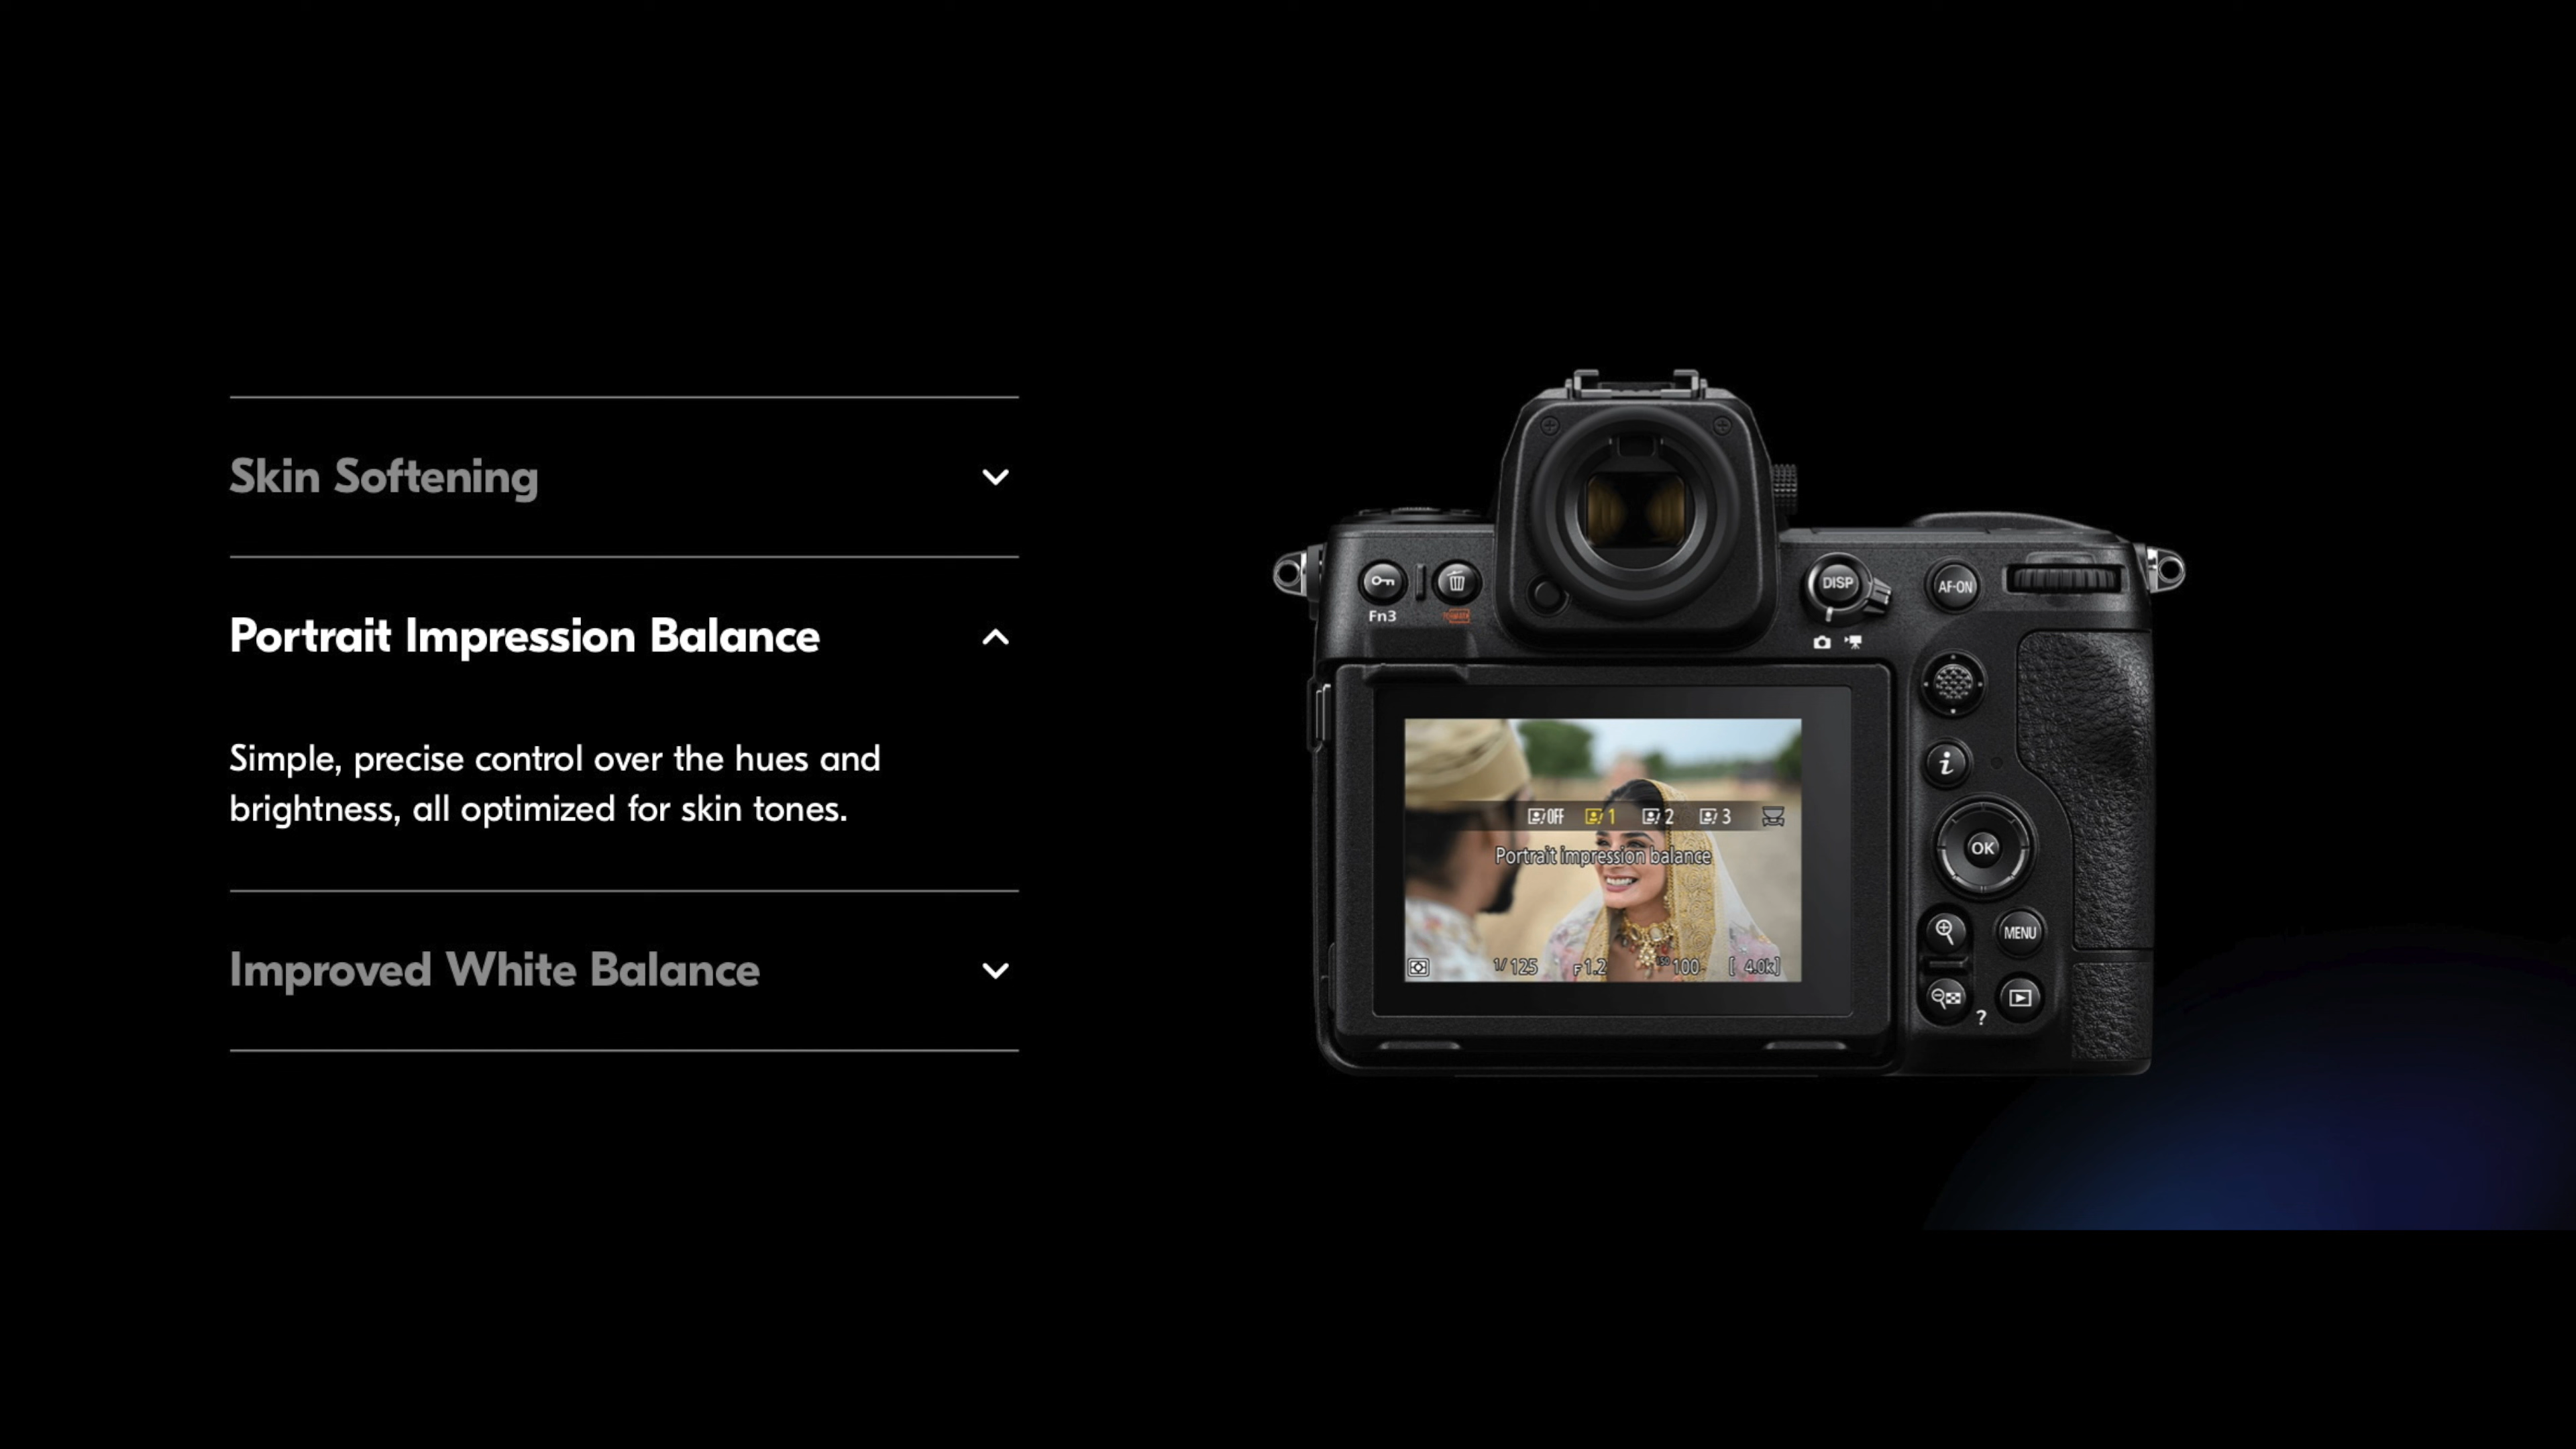 Skin Softening
Portrait Impression Balance
Simple, precise control over the hues and
brightness, all optimized for skin tones.
Improved White Balance
Fn3
DISP
AF-ON
i
OFF 1 2 3
Portrait impression balance
1/125 F1.2 ISO 100 [ 4.0k]
OK
MENU
?